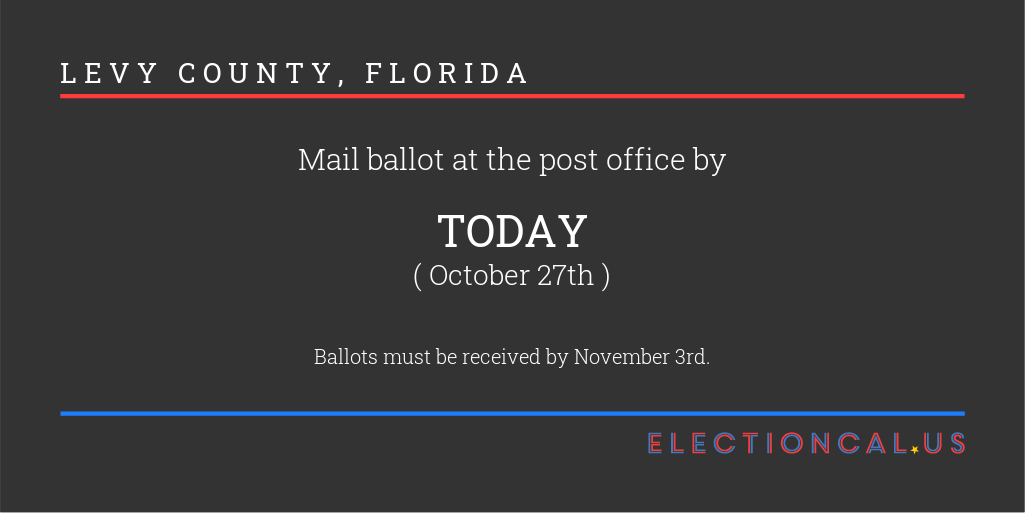 LEVY COUNTY, FLORIDA
Mail ballot at the post office by
TODAY
( October 27th )
Ballots must be received by November 3rd.
ELECTIONCAL.US